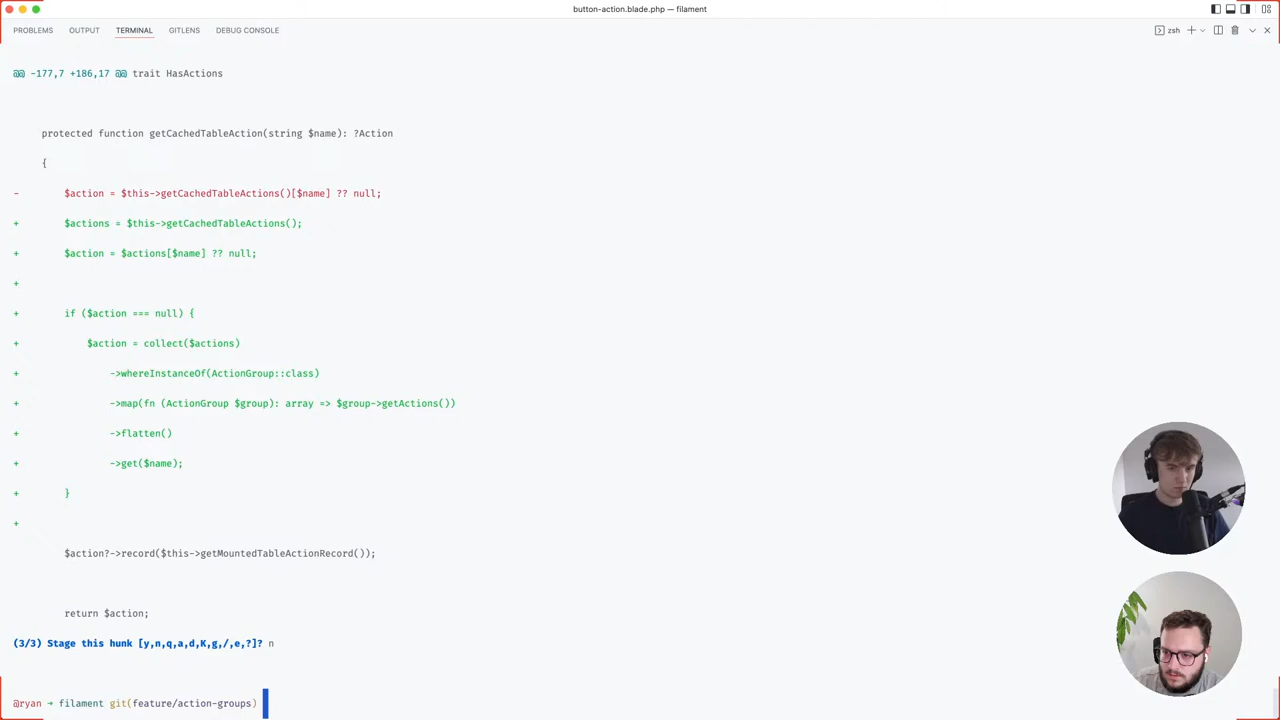 button-action.blade.php — filament
PROBLEMS OUTPUT TERMINAL GITLENS DEBUG CONSOLE zsh
@@ -177,7 +186,17 @@ trait HasActions
protected function getCachedTableAction(string $name): ?Action
{
- $action = $this->getCachedTableActions()[$name] ?? null;
+ $actions = $this->getCachedTableActions();
+ $action = $actions[$name] ?? null;
+
+ if ($action === null) {
+ $action = collect($actions)
+ ->whereInstanceOf(ActionGroup::class)
+ ->map(fn (ActionGroup $group): array => $group->getActions())
+ ->flatten()
+ ->get($name);
+ }
+
$action?->record($this->getMountedTableActionRecord());
return $action;
(3/3) Stage this hunk [y,n,q,a,d,K,g,/,e,?]? n
@ryan → filament git(feature/action-groups)